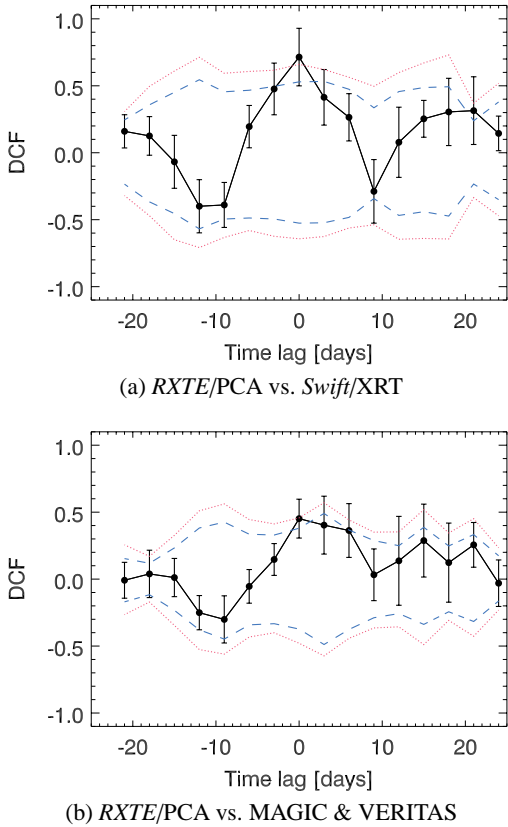 1.0
0.5
0.0
-0.5
-1.0
DCF
-20 -10 0 10 20
Time lag [days]
(a) RXTE/PCA vs. Swift/XRT
1.0
0.5
0.0
-0.5
-1.0
DCF
-20 -10 0 10 20
Time lag [days]
(b) RXTE/PCA vs. MAGIC & VERITAS